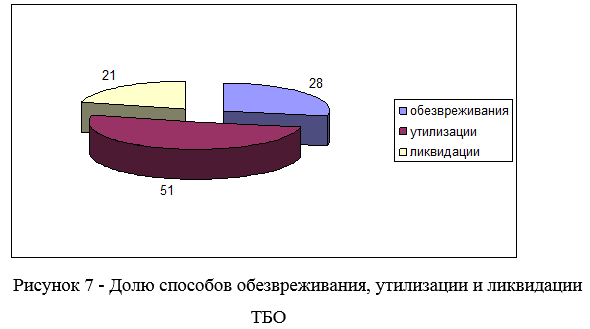 21
28
51
обезвреживания
утилизации
ликвидации
Рисунок 7 - Долю способов обезвреживания, утилизации и ликвидации
ТБО